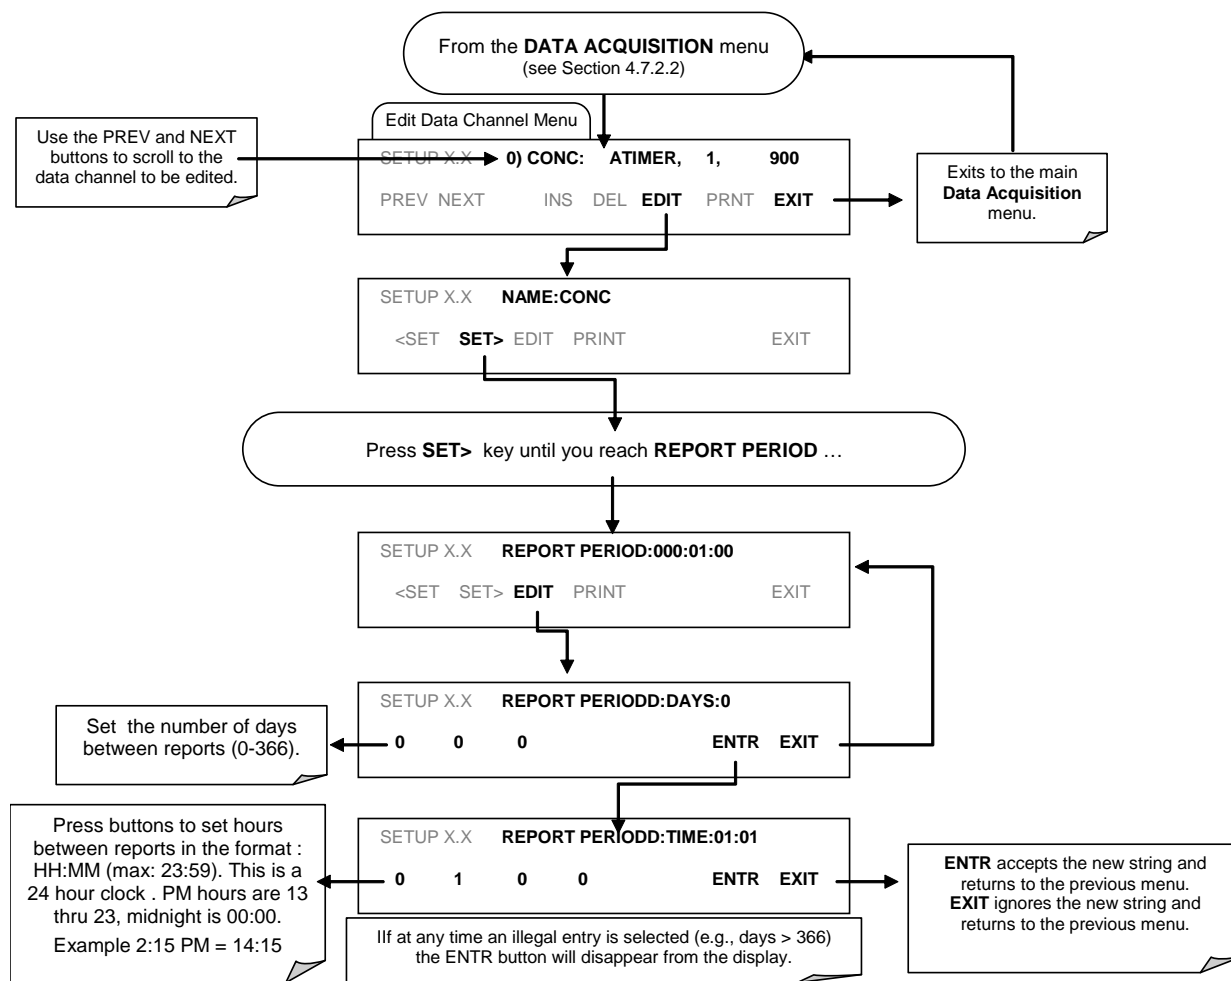 From the DATA ACQUISITION menu
(see Section 4.7.2.2)
Edit Data Channel Menu
Use the PREV and NEXT
buttons to scroll to the
data channel to be edited.
SETUP X.X 0) CONC: ATIMER, 1, 900
PREV NEXT INS DEL EDIT PRNT EXIT
Exits to the main
Data Acquisition
menu.
SETUP X.X NAME:CONC
<SET SET> EDIT PRINT EXIT
Press SET> key until you reach REPORT PERIOD …
SETUP X.X REPORT PERIOD:000:01:00
<SET SET> EDIT PRINT EXIT
SETUP X.X REPORT PERIODD:DAYS:0
0 0 0 ENTR EXIT
Set the number of days
between reports (0-366).
SETUP X.X REPORT PERIODD:TIME:01:01
0 1 0 0 ENTR EXIT
Press buttons to set hours
between reports in the format :
HH:MM (max: 23:59). This is a
24 hour clock . PM hours are 13
thru 23, midnight is 00:00.
Example 2:15 PM = 14:15
ENTR accepts the new string and
returns to the previous menu.
EXIT ignores the new string and
returns to the previous menu.
IIf at any time an illegal entry is selected (e.g., days > 366)
the ENTR button will disappear from the display.